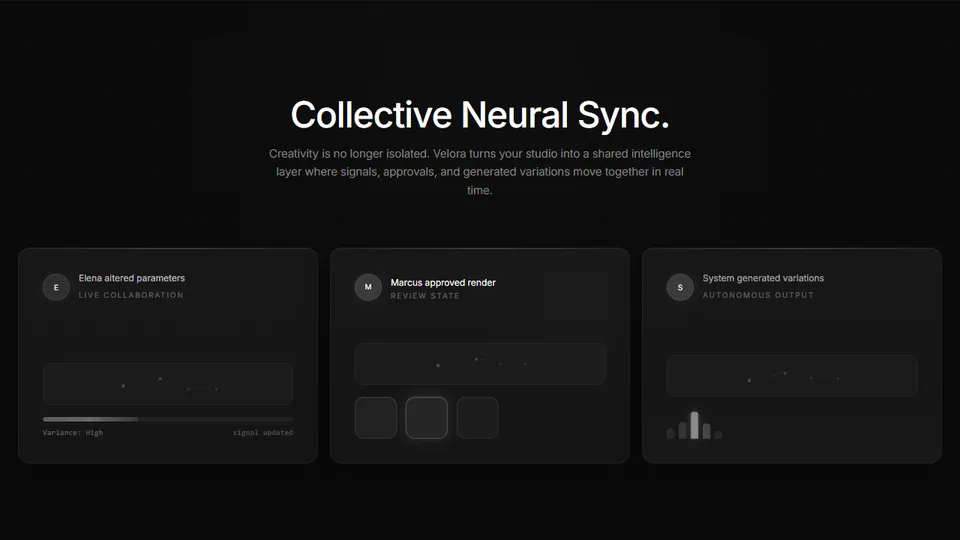 Collective Neural Sync.
Creativity is no longer isolated. Velora turns your studio into a shared intelligence
layer where signals, approvals, and generated variations move together in real
time.
E
Elena altered parameters
LIVE COLLABORATION
Variance: High
signal updated
M
Marcus approved render
REVIEW STATE
S
System generated variations
AUTONOMOUS OUTPUT